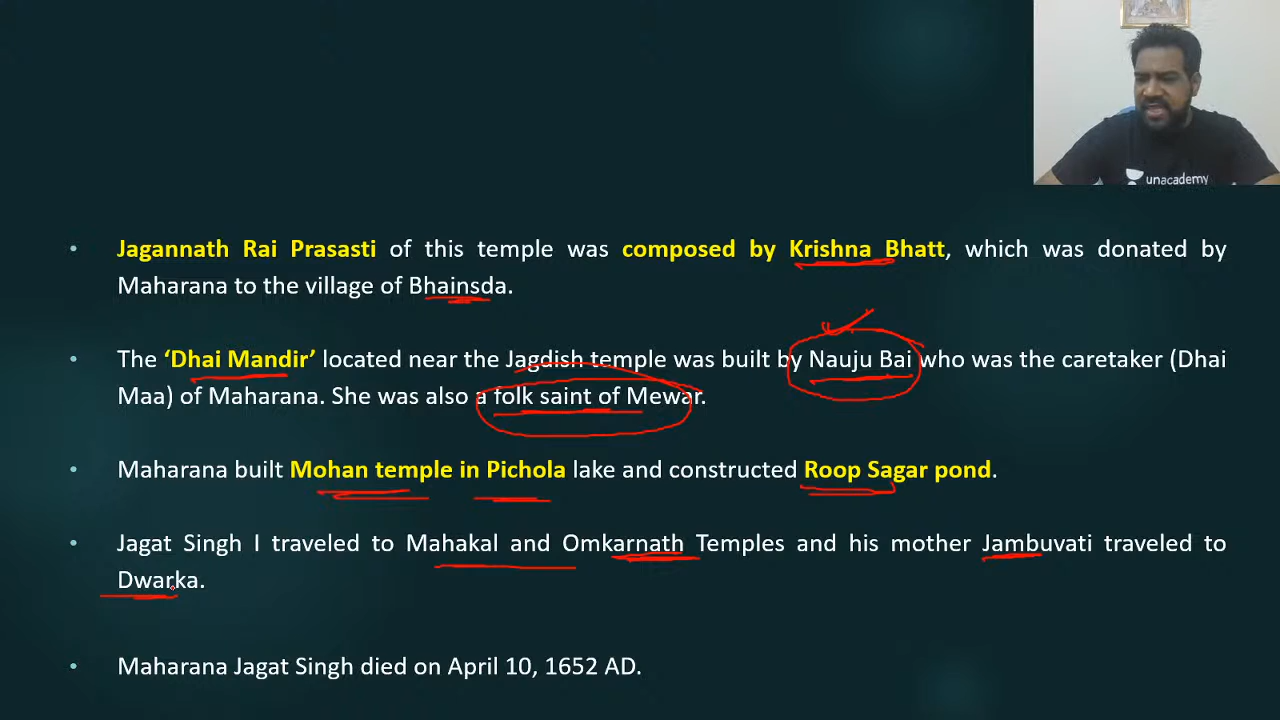 unacademy
Jagannath Rai Prasasti of this temple was composed by Krishna Bhatt, which was donated by
Maharana to the village of Bhainsda.
The ‘Dhai Mandir’ located near the Jagdish temple was built by Nauju Bai who was the caretaker (Dhai
Maa) of Maharana. She was also a folk saint of Mewar.
Maharana built Mohan temple in Pichola lake and constructed Roop Sagar pond.
Jagat Singh I traveled to Mahakal and Omkarnath Temples and his mother Jambuvati traveled to
Dwarka.
Maharana Jagat Singh died on April 10, 1652 AD.